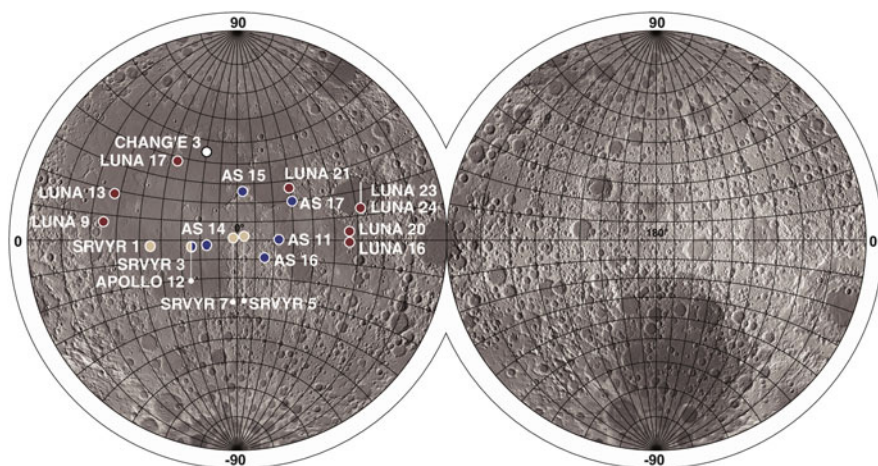 90
CHANG'E 3
LUNA 17
AS 15
LUNA 21
LUNA 23
LUNA 13
AS 17
LUNA 24
LUNA 9
AS 14
LUNA 20
0
SRVYR 1
AS 11
LUNA 16
SRVYR 3
AS 16
APOLLO 12
SRVYR 7
SRVYR 5
-90
90
180°
0
-90